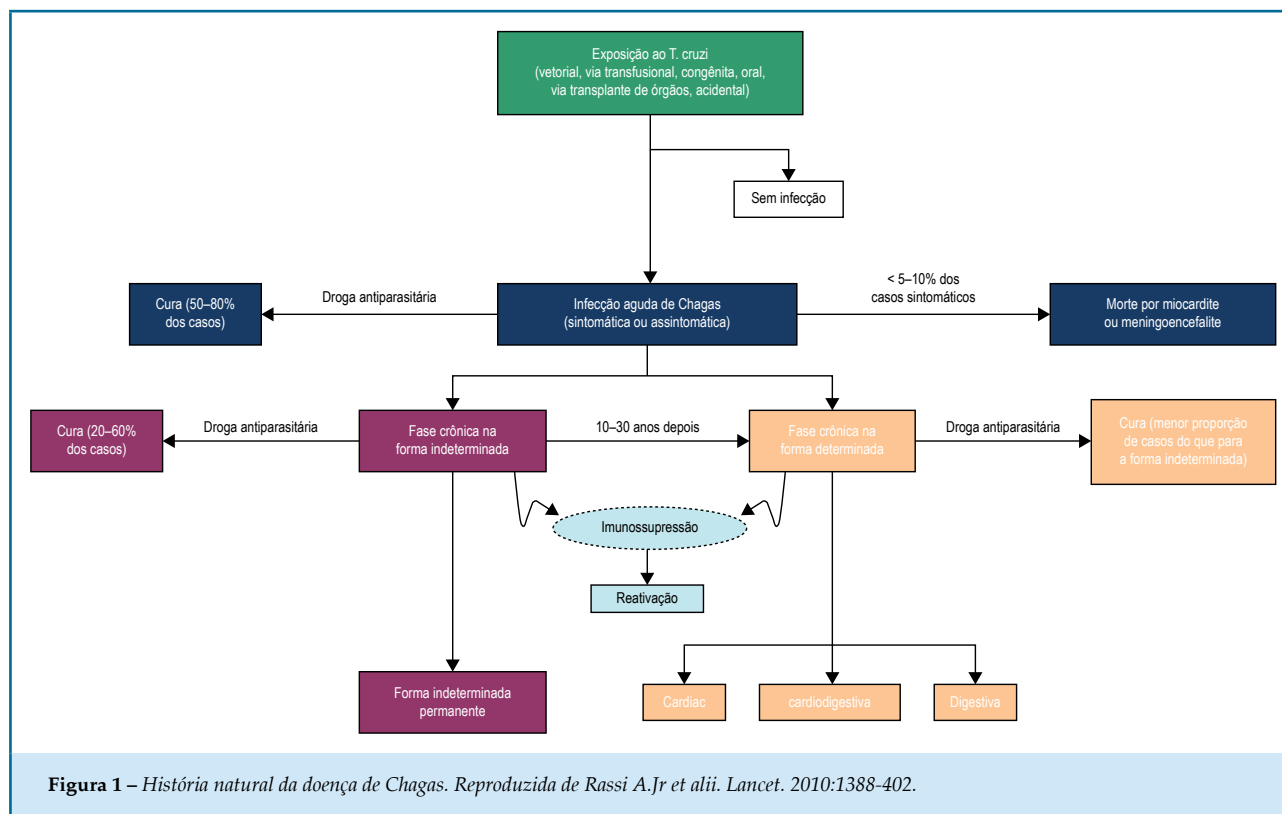 Exposição ao T. cruzi
(vetorial, via transfusional, congênita, oral,
via transplante de órgãos, acidental)
Sem infecção
Cura (50–80%
dos casos)
Droga antiparasitária
Infecção aguda de Chagas
(sintomática ou assintomática)
< 5–10% dos
casos sintomáticos
Morte por miocardite
ou meningoencefalite
Cura (20–60%
dos casos)
Droga antiparasitária
Fase crônica na
forma indeterminada
10–30 anos depois
Fase crônica na
forma determinada
Droga antiparasitária
Cura (menor proporção
de casos do que para
a forma indeterminada)
Imunossupressão
Reativação
Forma indeterminada
permanente
Cardiac
cardiodigestiva
Digestiva
Figura 1 – História natural da doença de Chagas. Reproduzida de Rassi A.Jr et alii. Lancet. 2010:1388-402.